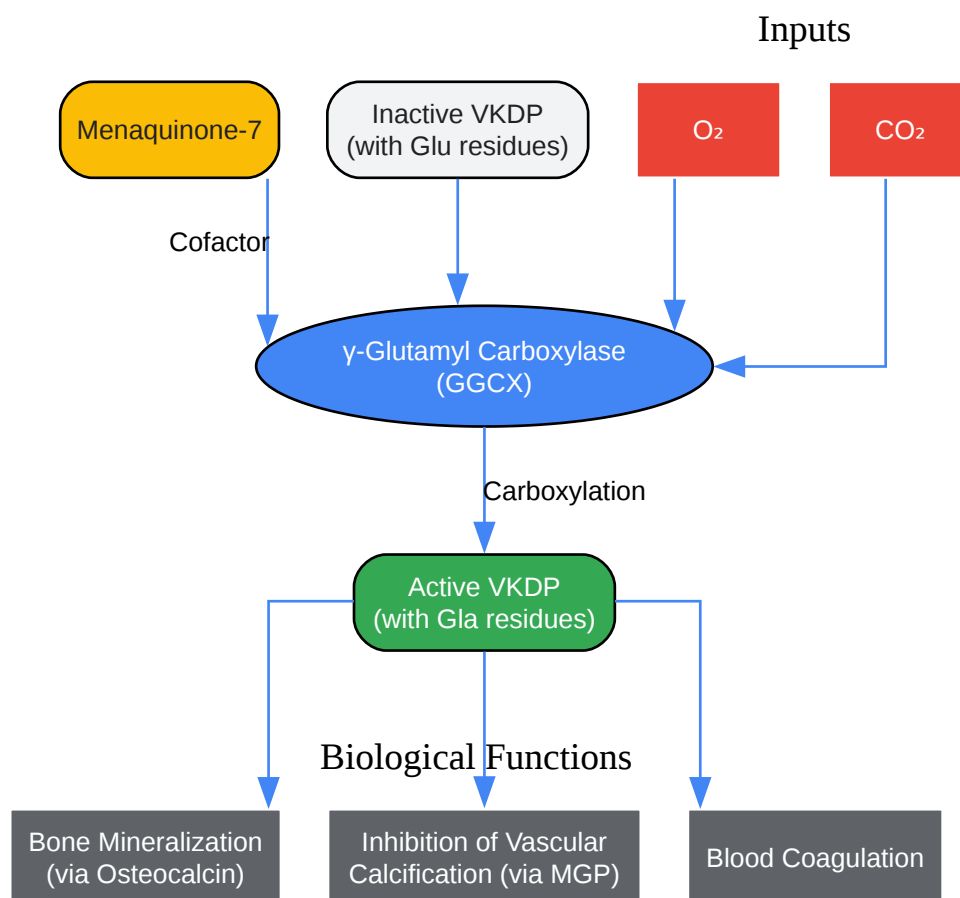 Inputs
Menaquinone-7
Inactive VKDP
(with Glu residues)
O₂
CO₂
Cofactor
γ-Glutamyl Carboxylase
(GGCX)
Carboxylation
Active VKDP
(with Gla residues)
Biological Functions
Bone Mineralization
(via Osteocalcin)
Inhibition of Vascular
Calcification (via MGP)
Blood Coagulation